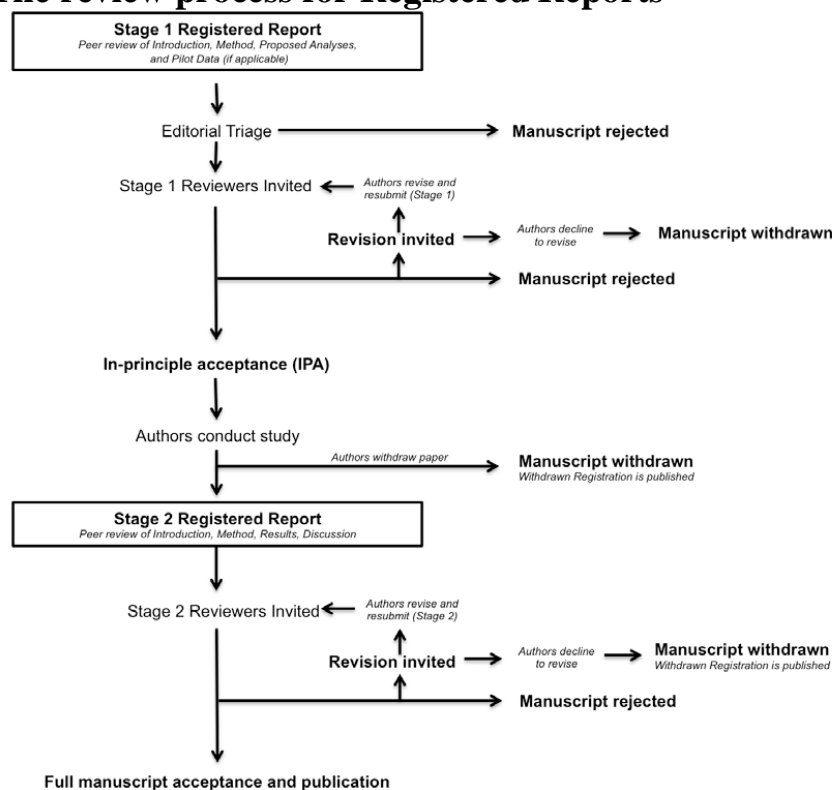 The review process for Registered Reports
Stage 1 Registered Report
Peer review of Introduction, Method, Proposed Analyses,
and Pilot Data (if applicable)
Editorial Triage
Manuscript rejected
Stage 1 Reviewers Invited
Authors revise and
resubmit (Stage 1)
Revision invited
Authors decline
to revise
Manuscript withdrawn
Manuscript rejected
In-principle acceptance (IPA)
Authors conduct study
Authors withdraw paper
Manuscript withdrawn
Withdrawn Registration is published
Stage 2 Registered Report
Peer review of Introduction, Method, Results, Discussion
Stage 2 Reviewers Invited
Authors revise and
resubmit (Stage 2)
Revision invited
Authors decline
to revise
Manuscript withdrawn
Withdrawn Registration is published
Manuscript rejected
Full manuscript acceptance and publication